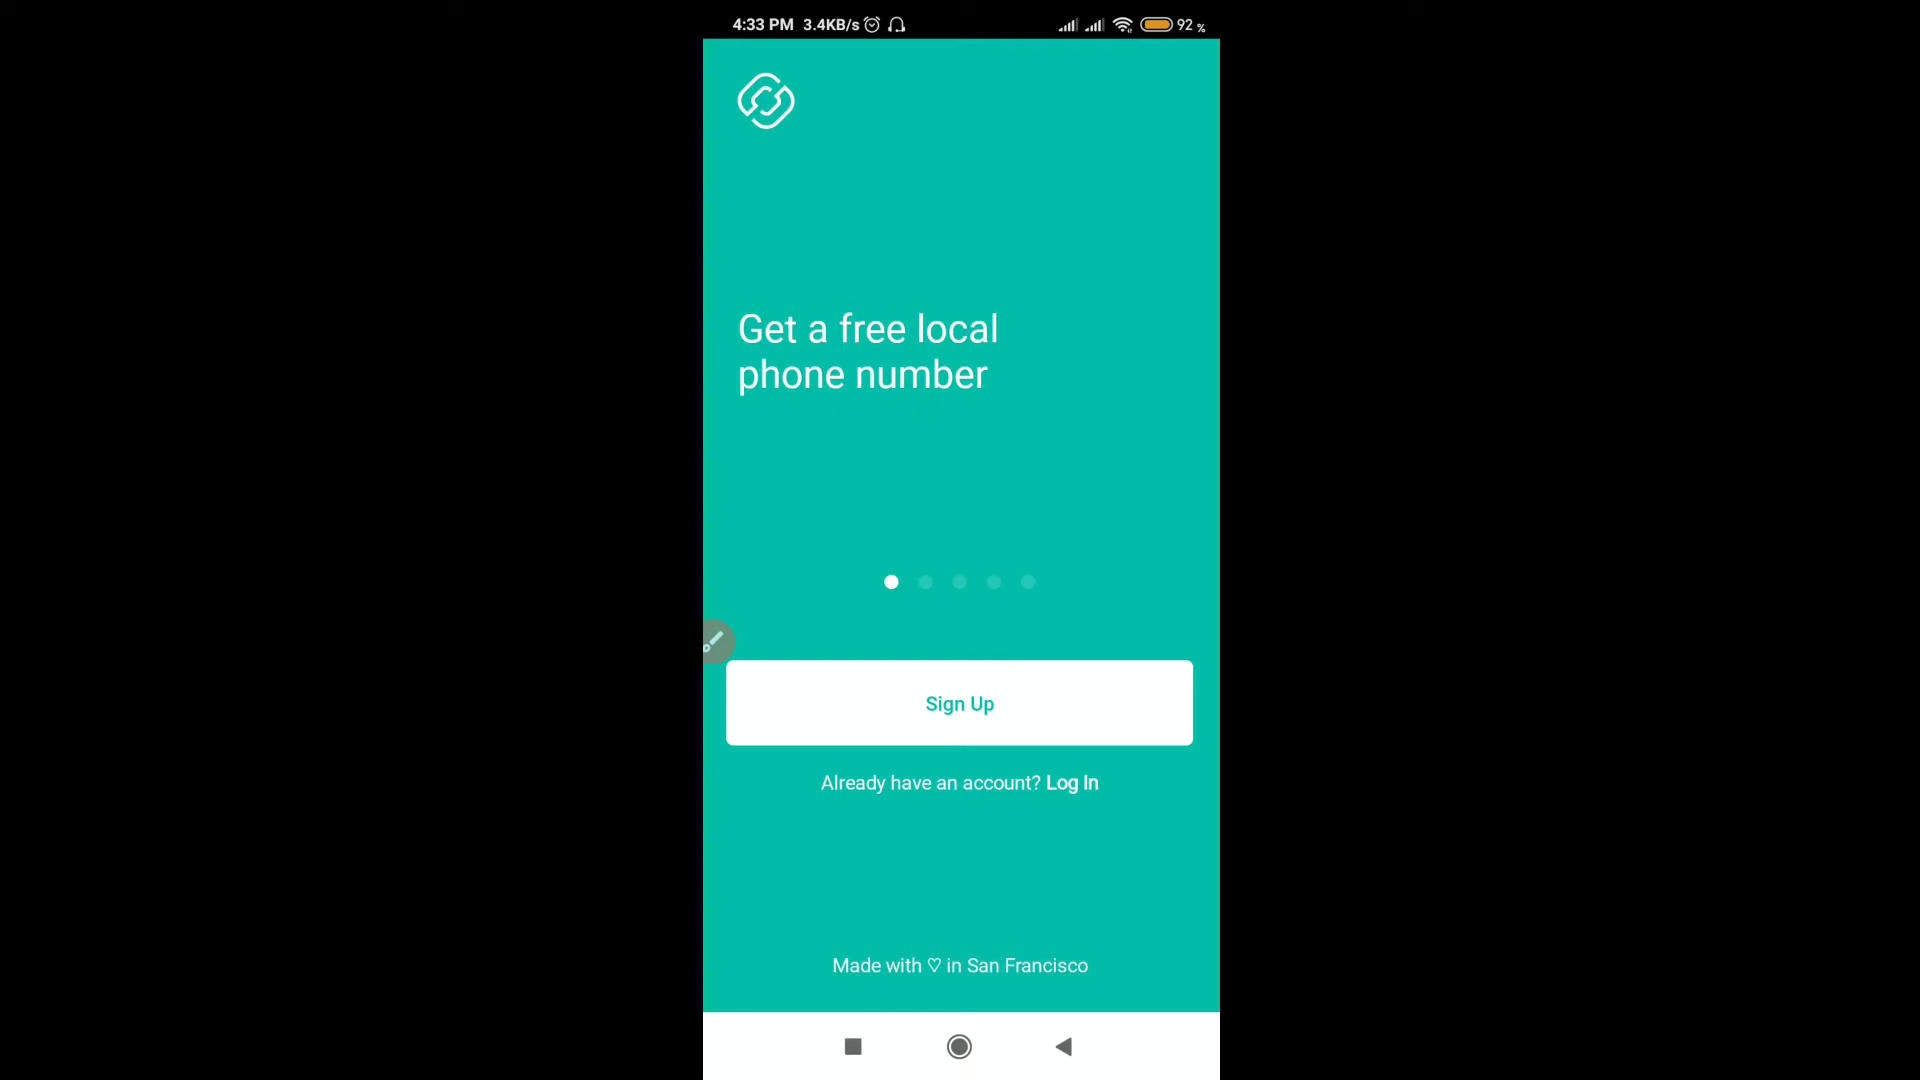 4:33 PM 3.4KB/s 92 %
Get a free local
phone number
Sign Up
Already have an account? Log In
Made with ♡ in San Francisco